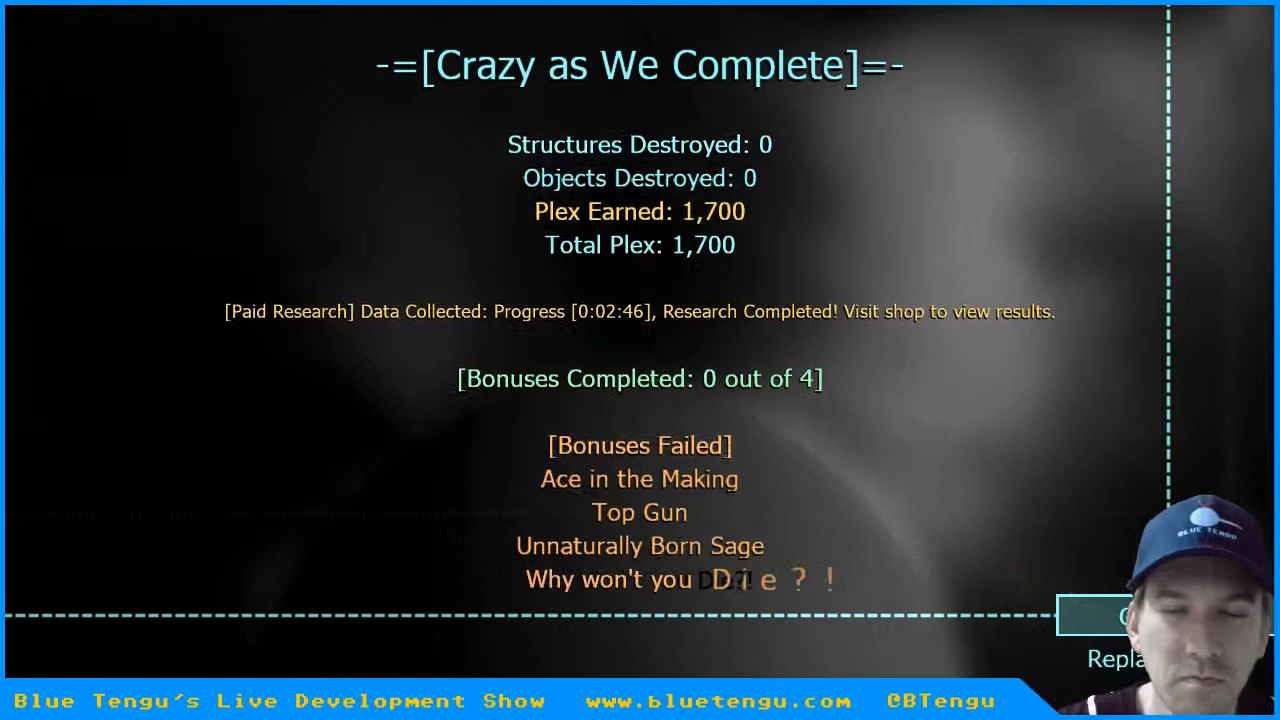 -=[Crazy as We Complete]=-
Structures Destroyed: 0
Objects Destroyed: 0
Plex Earned: 1,700
Total Plex: 1,700
[Paid Research] Data Collected: Progress [0:02:46], Research Completed! Visit shop to view results.
[Bonuses Completed: 0 out of 4]
[Bonuses Failed]
Ace in the Making
Top Gun
Unnaturally Born Sage
Why won't you Die?!
BLUE TENGU
Blue Tengu's Live Development Show www.bluetengu.com @BTengu